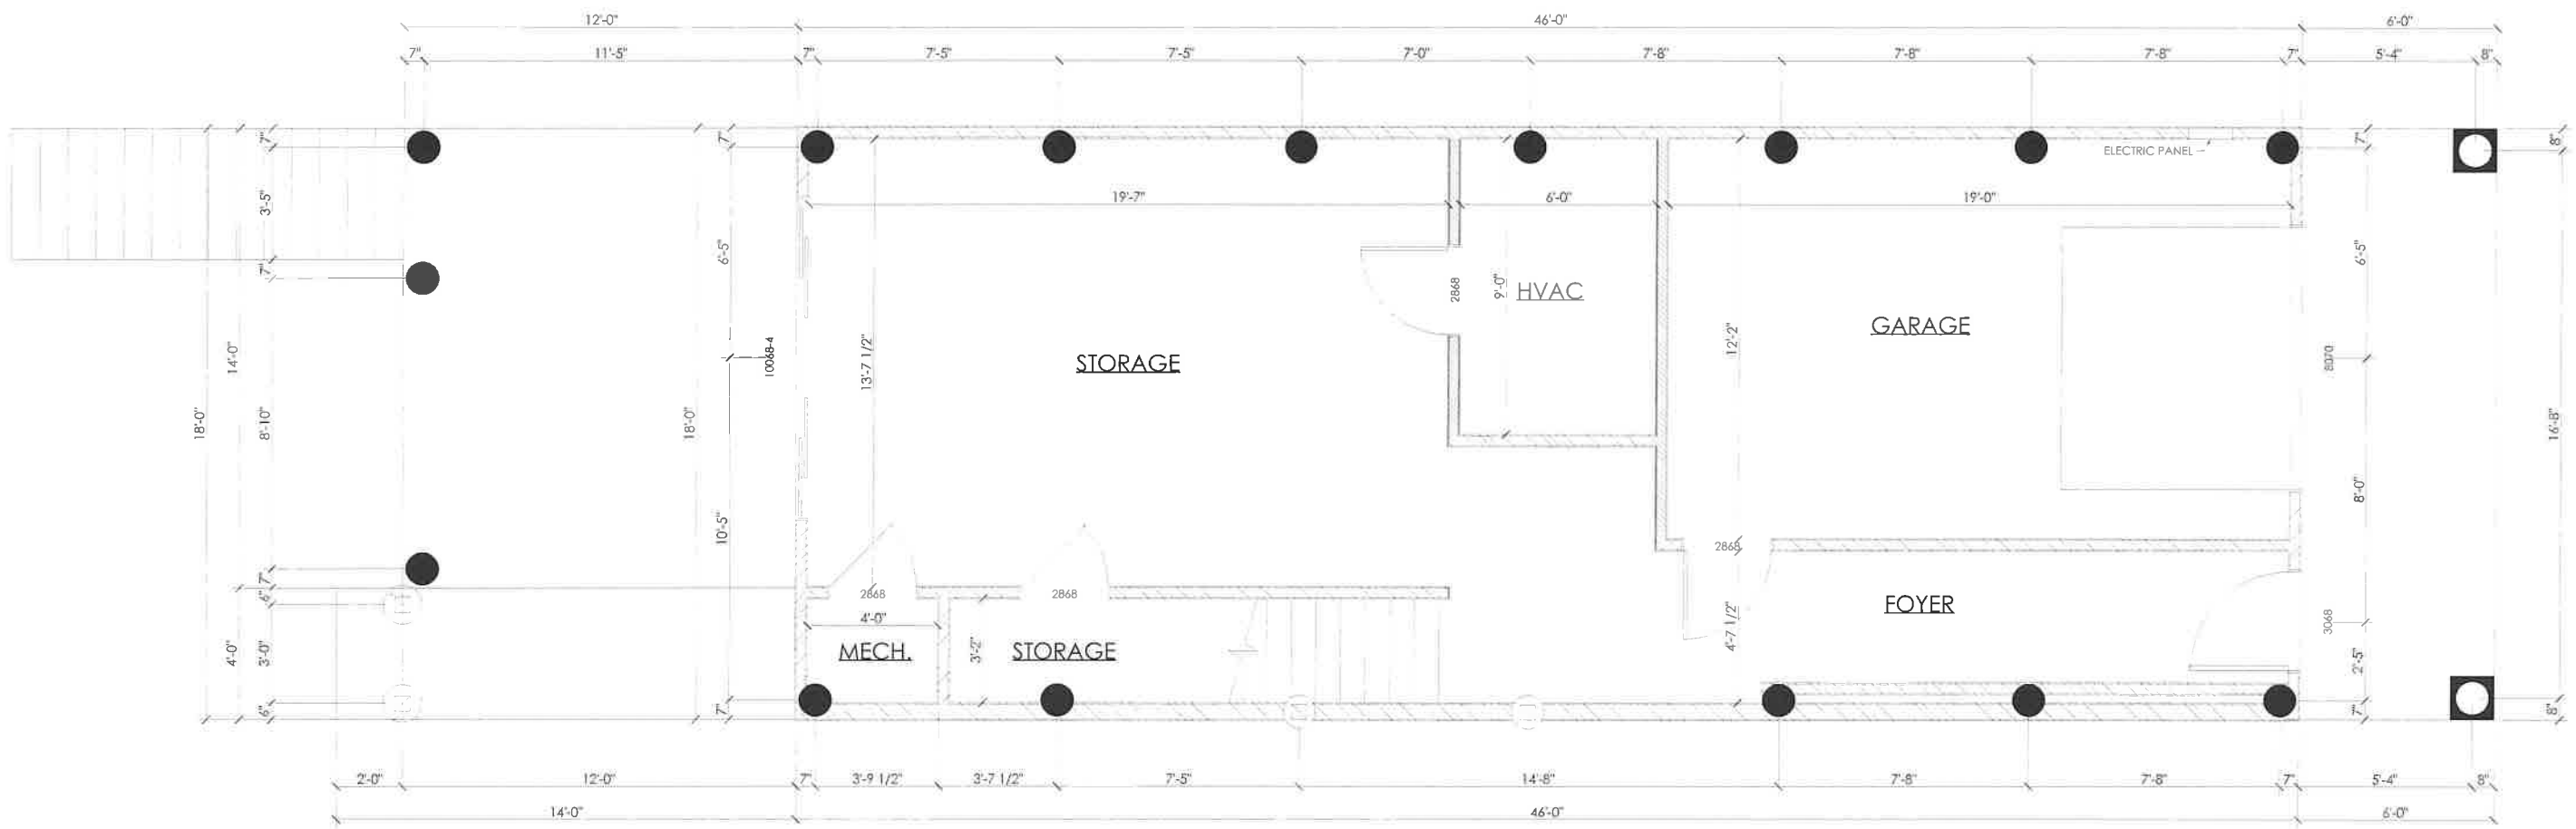 12'-0" 46'-0" 6'-0"
7" 11'-5" 7" 7'-5" 7'-5" 7'-0" 7'-8" 7'-8" 7'-8" 7" 5'-4" 8"
7" 7" 7" 8"
ELECTRIC PANEL
3'-5" 19'-7" 6'-0" 19'-0"
7" 6'-5" 6'-5"
2868 9'-0" HVAC
GARAGE
14'-0" 10068-4 13'-7 1/2" STORAGE 12'-2" 8070
18'-0" 8'-10" 18'-0" 16'-8"
10'-5" 8'-0"
2868
7"
6" 2868 2868 FOYER
4'-0" 3068
4'-0" 3'-0" MECH. 3'-2" STORAGE 4'-7 1/2" 2'-5"
6" 7" 7" 8"
2'-0" 12'-0" 7" 3'-9 1/2" 3'-7 1/2" 7'-5" 14'-8" 7'-8" 7'-8" 7" 5'-4" 8"
14'-0" 46'-0" 6'-0"